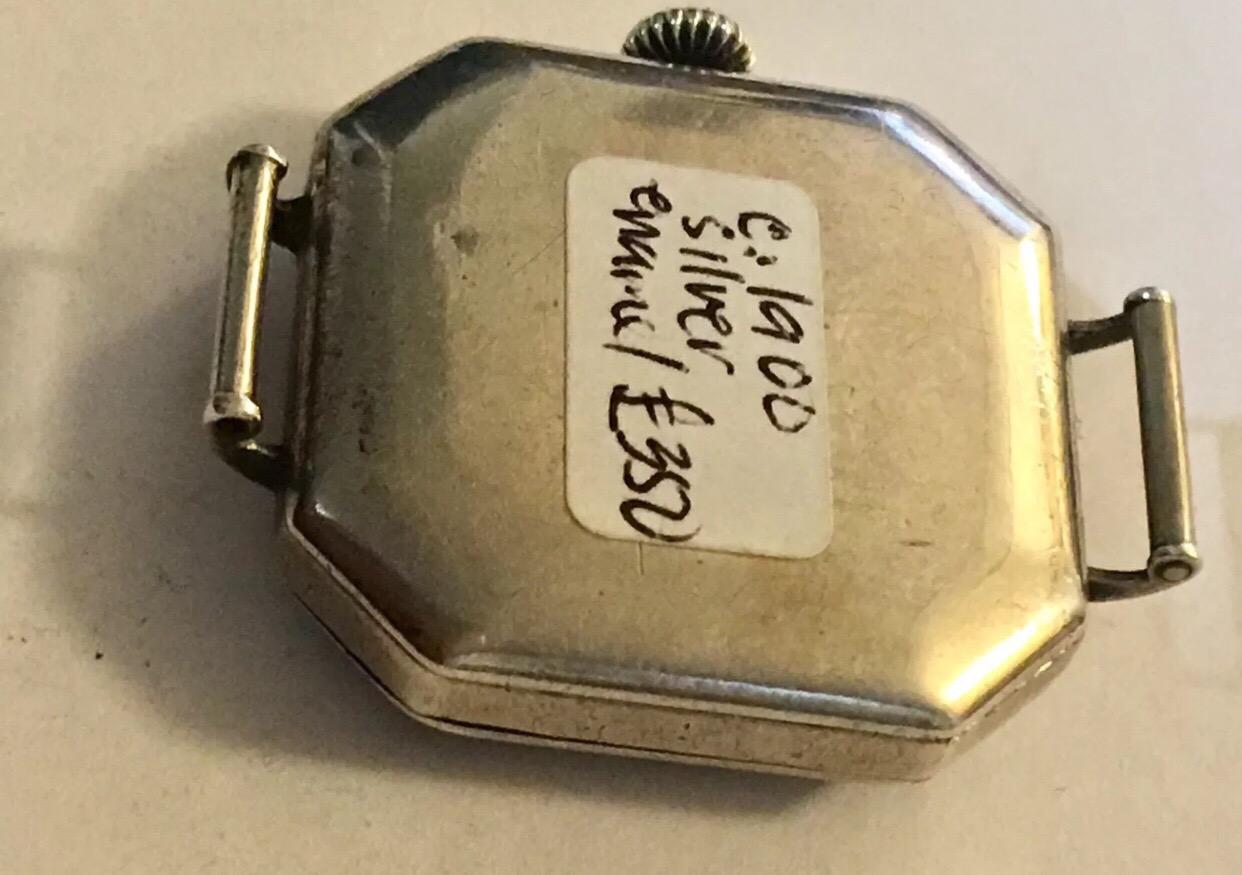 C: 1900
silver
enamel £350